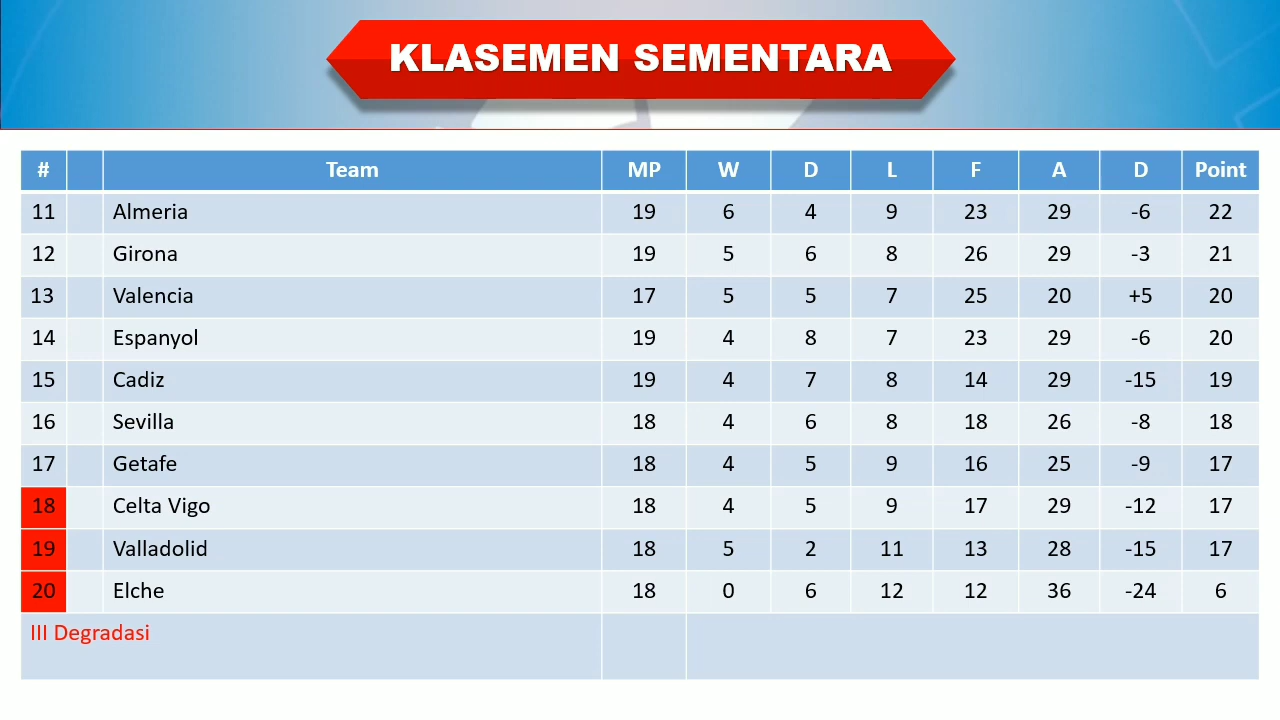 KLASEMEN SEMENTARA
# Team MP W D L F A D Point
11 Almeria 19 6 4 9 23 29 -6 22
12 Girona 19 5 6 8 26 29 -3 21
13 Valencia 17 5 5 7 25 20 +5 20
14 Espanyol 19 4 8 7 23 29 -6 20
15 Cadiz 19 4 7 8 14 29 -15 19
16 Sevilla 18 4 6 8 18 26 -8 18
17 Getafe 18 4 5 9 16 25 -9 17
18 Celta Vigo 18 4 5 9 17 29 -12 17
19 Valladolid 18 5 2 11 13 28 -15 17
20 Elche 18 0 6 12 12 36 -24 6
III Degradasi